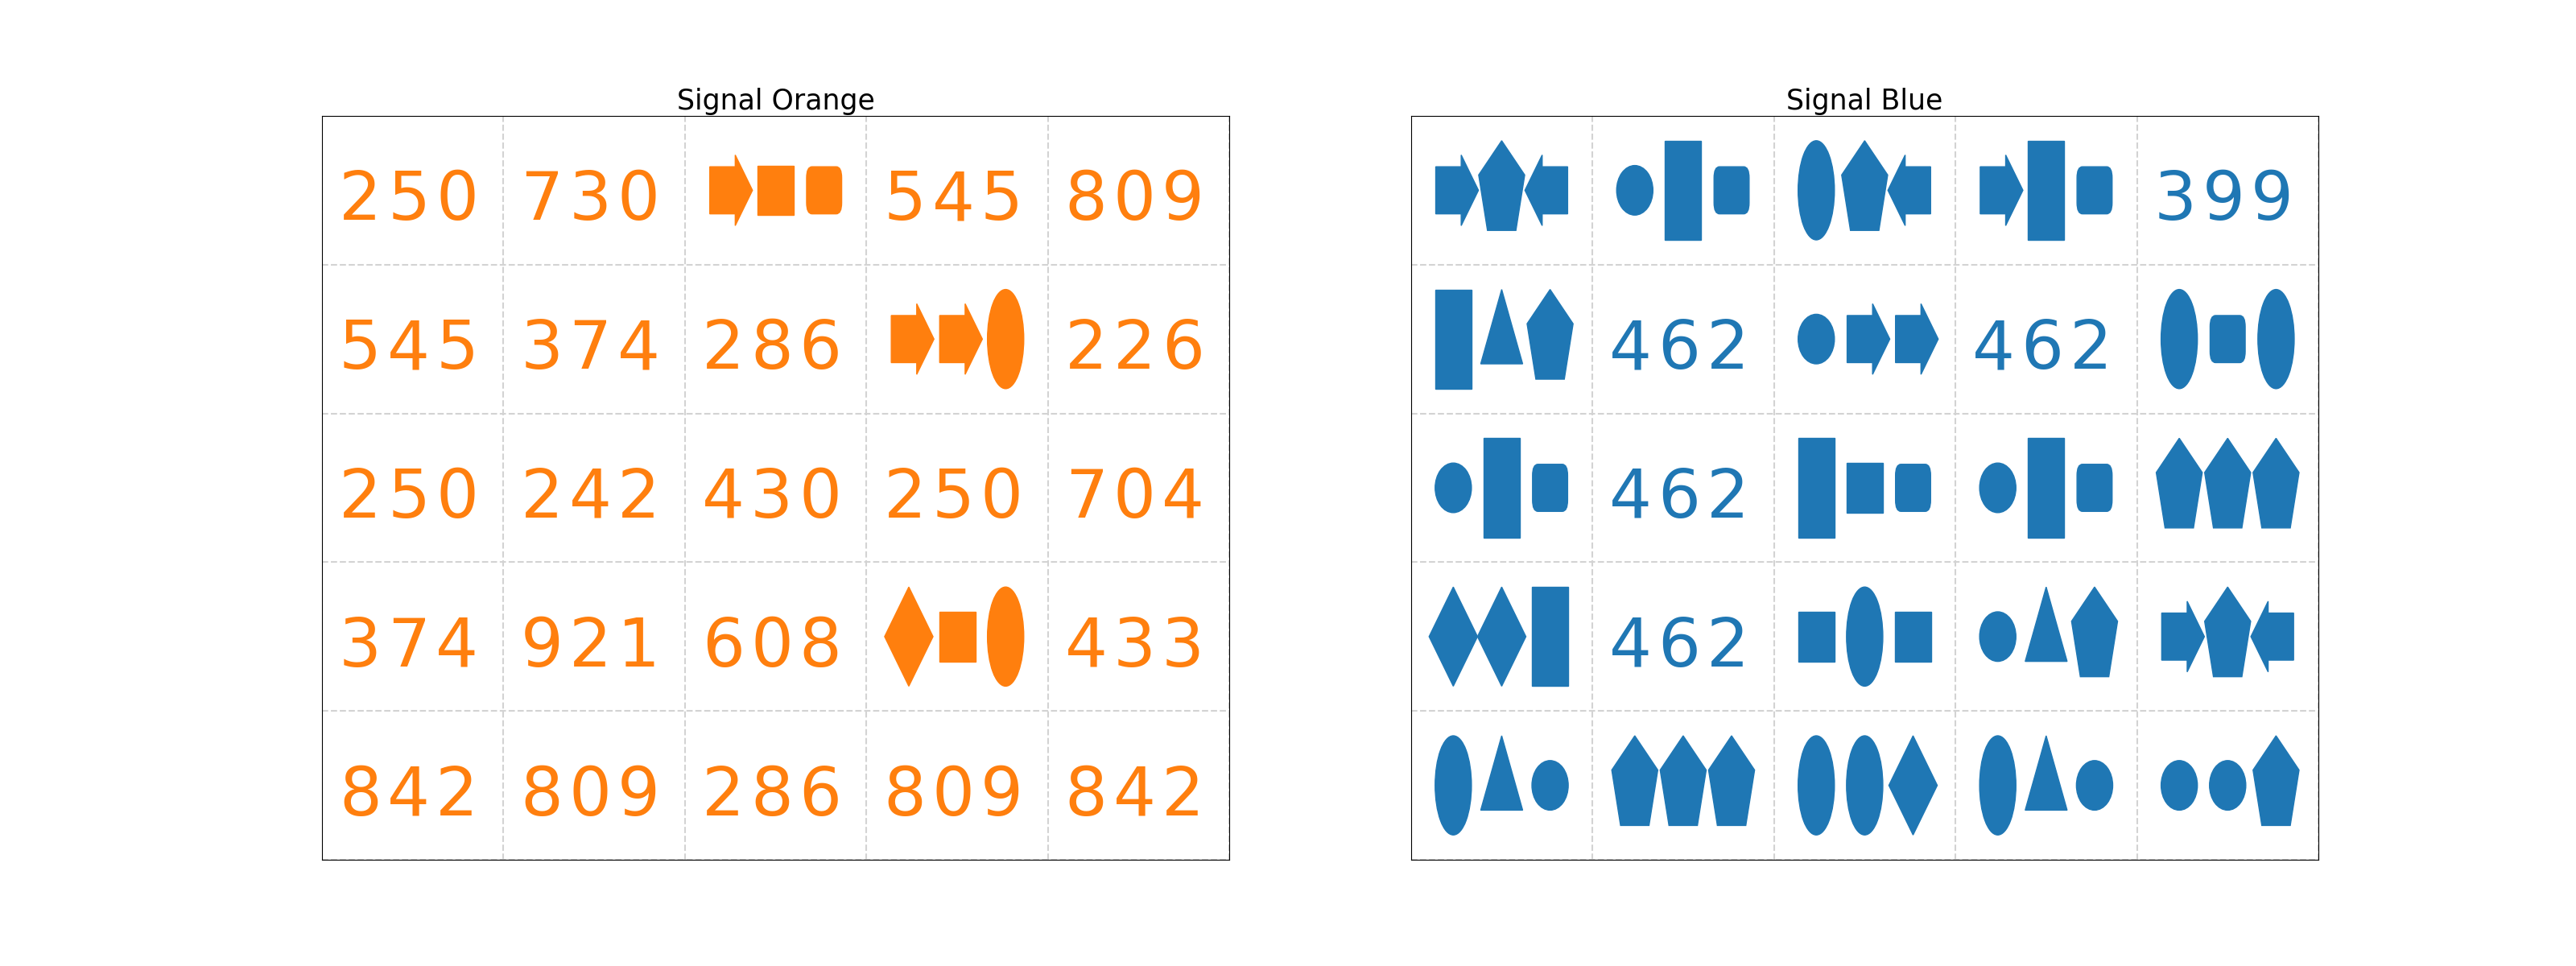 Signal Orange
250 730 545 809
545 374 286 226
250 242 430 250 704
374 921 608 433
842 809 286 809 842
Signal Blue
399
462 462
462
462